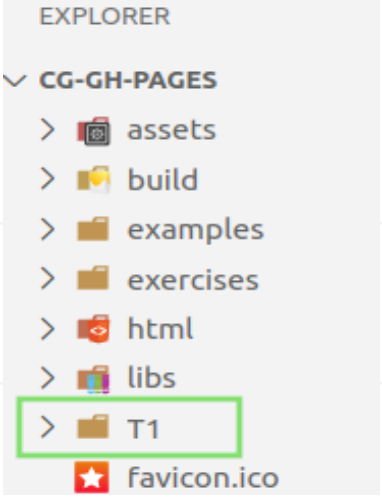 EXPLORER
CG-GH-PAGES
assets
build
examples
exercises
html
libs
T1
favicon.ico